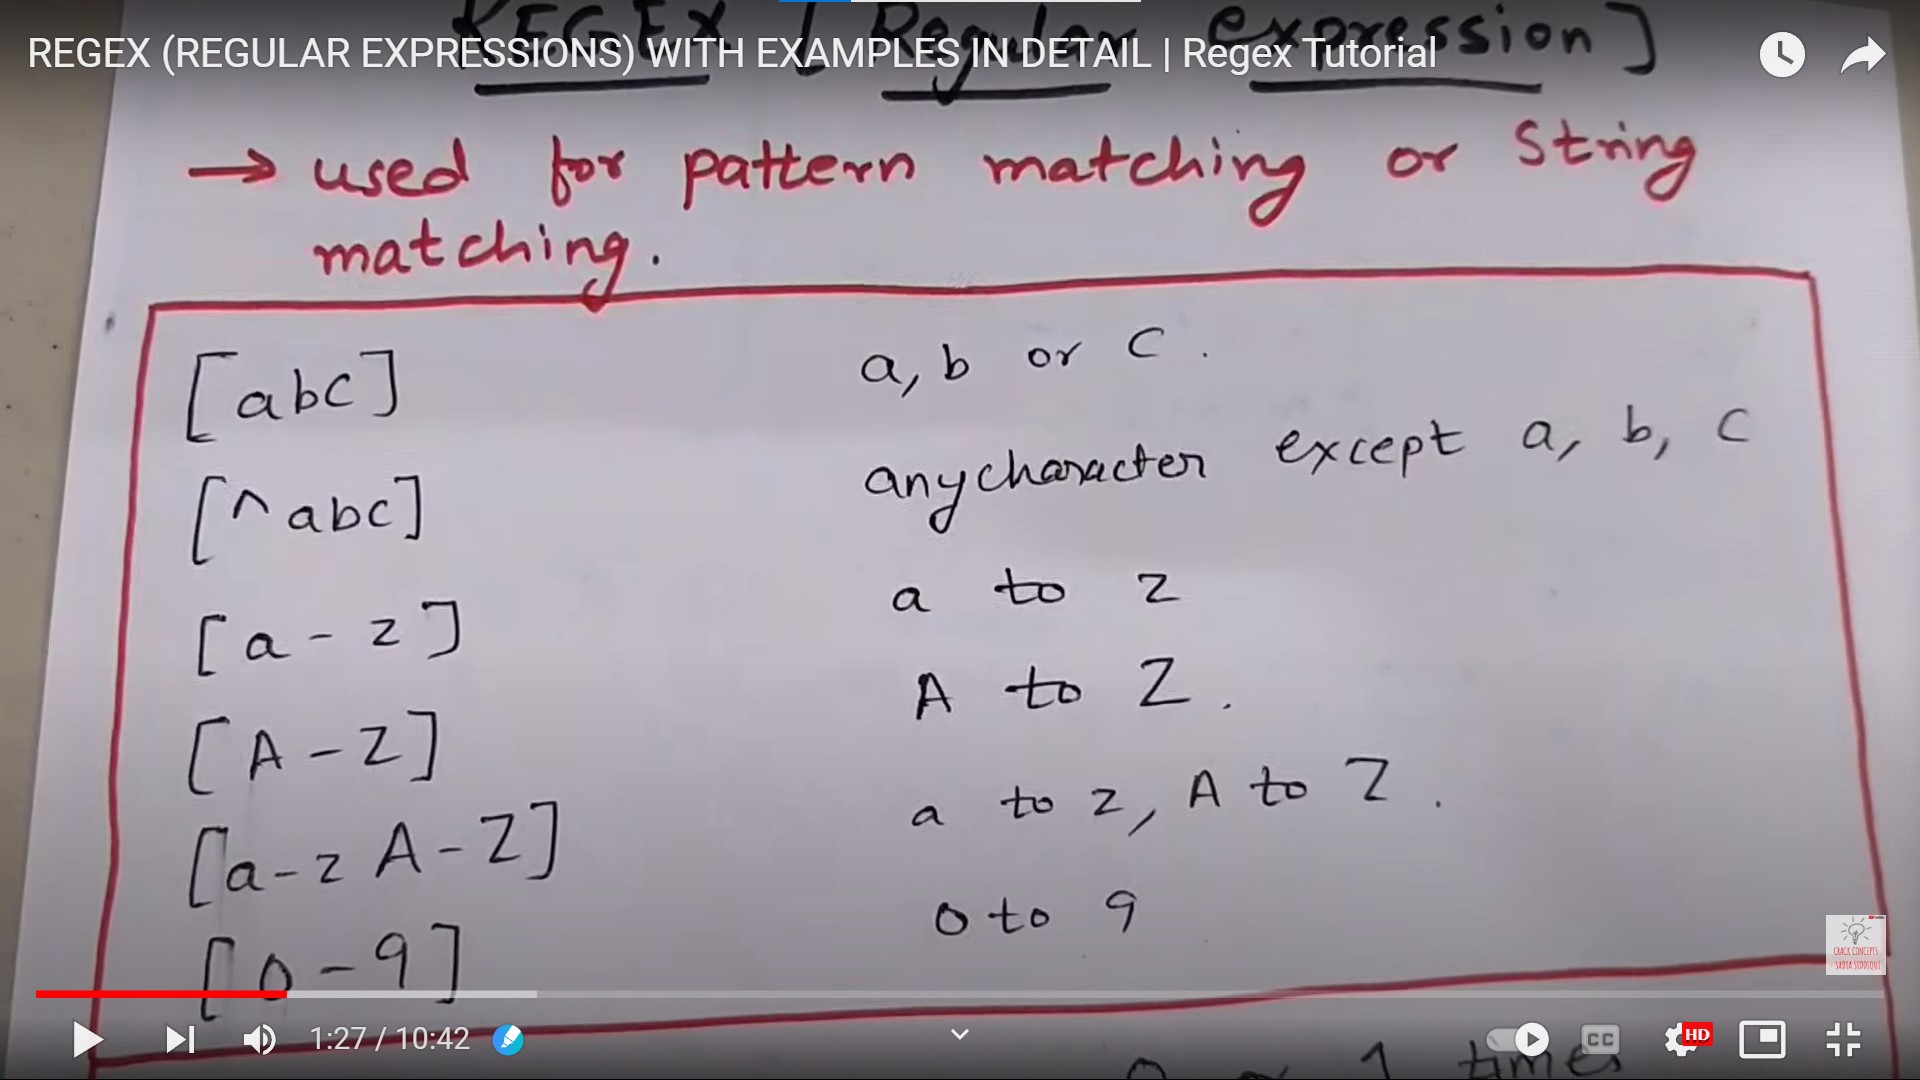 REGEX [Regular expression]
REGEX (REGULAR EXPRESSIONS) WITH EXAMPLES IN DETAIL | Regex Tutorial
→ used for pattern matching or String
matching.
[abc] a, b or c.
[^abc] anycharacter except a, b, c
[a-z] a to z
[A-Z] A to Z.
[a-z A-Z] a to z, A to Z.
[0-9] 0 to 9
CRACK CONCEPTS
- SADIA SIDDIQUI
1:27 / 10:42
CC
HD
1 times